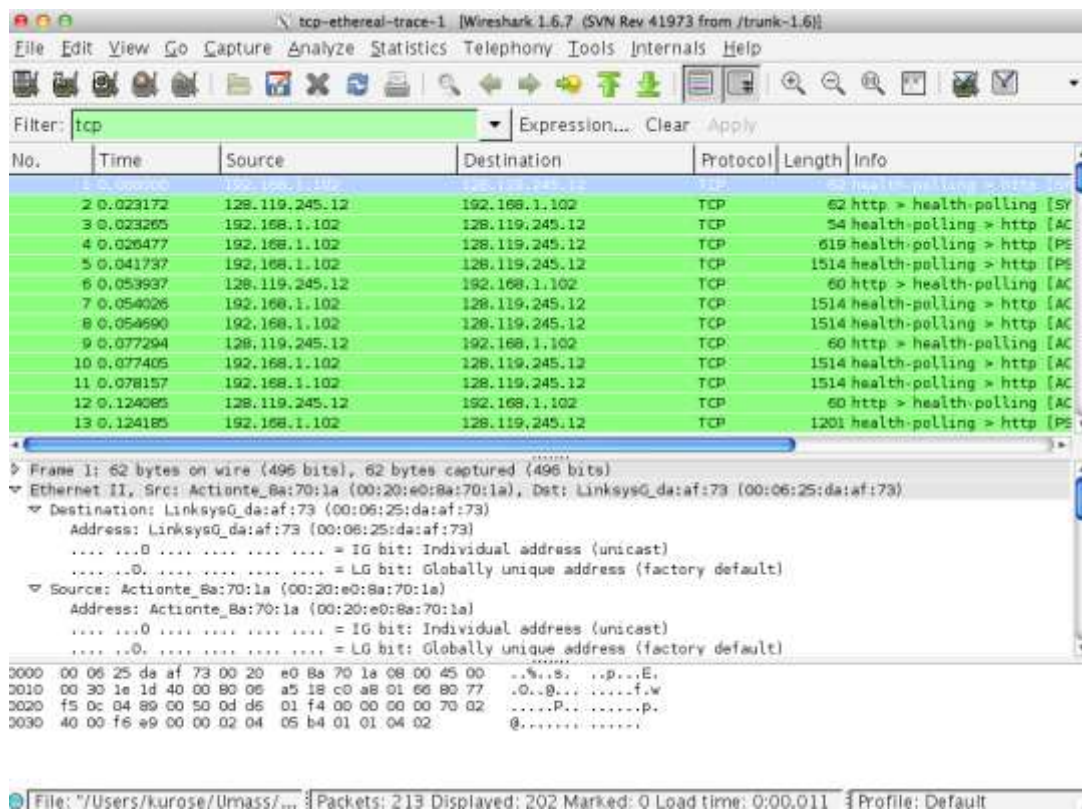 tcp-ethereal-trace-1 [Wireshark 1.6.7 (SVN Rev 41973 from /trunk-1.6)]
File Edit View Go Capture Analyze Statistics Telephony Tools Internals Help
Filter: tcp Expression... Clear Apply
No. Time Source Destination Protocol Length Info
1 0.000000 192.168.1.102 128.119.245.12 TCP 62 health-polling > http
2 0.023172 128.119.245.12 192.168.1.102 TCP 62 http > health-polling [SY
3 0.023265 192.168.1.102 128.119.245.12 TCP 54 health-polling > http [AC
4 0.026477 192.168.1.102 128.119.245.12 TCP 619 health-polling > http [PS
5 0.041737 192.168.1.102 128.119.245.12 TCP 1514 health-polling > http [PS
6 0.053937 128.119.245.12 192.168.1.102 TCP 60 http > health-polling [AC
7 0.054026 192.168.1.102 128.119.245.12 TCP 1514 health-polling > http [AC
8 0.054690 192.168.1.102 128.119.245.12 TCP 1514 health-polling > http [AC
9 0.077294 128.119.245.12 192.168.1.102 TCP 60 http > health-polling [AC
10 0.077405 192.168.1.102 128.119.245.12 TCP 1514 health-polling > http [AC
11 0.078157 192.168.1.102 128.119.245.12 TCP 1514 health-polling > http [AC
12 0.124085 128.119.245.12 192.168.1.102 TCP 60 http > health-polling [AC
13 0.124185 192.168.1.102 128.119.245.12 TCP 1201 health-polling > http [PS
Frame 1: 62 bytes on wire (496 bits), 62 bytes captured (496 bits)
Ethernet II, Src: Actionte_8a:70:1a (00:20:e0:8a:70:1a), Dst: LinksysG_da:af:73 (00:06:25:da:af:73)
Destination: LinksysG_da:af:73 (00:06:25:da:af:73)
Address: LinksysG_da:af:73 (00:06:25:da:af:73)
.... ...0 .... .... .... .... = IG bit: Individual address (unicast)
.... ..0. .... .... .... .... = LG bit: Globally unique address (factory default)
Source: Actionte_8a:70:1a (00:20:e0:8a:70:1a)
Address: Actionte_8a:70:1a (00:20:e0:8a:70:1a)
.... ...0 .... .... .... .... = IG bit: Individual address (unicast)
.... ..0. .... .... .... .... = LG bit: Globally unique address (factory default)
0000 00 06 25 da af 73 00 20 e0 8a 70 1a 08 00 45 00 ..%..s. ..p...E.
0010 00 30 1e 1d 40 00 80 06 a5 18 c0 a8 01 66 80 77 .0..@... .....f.w
0020 f5 0c 04 89 00 50 0d d6 01 f4 00 00 00 00 70 02 .....P.. ......p.
0030 40 00 f6 e9 00 00 02 04 05 b4 01 01 04 02 @....... ......
File: "/Users/kurose/Umass/... Packets: 213 Displayed: 202 Marked: 0 Load time: 0:00.011 Profile: Default